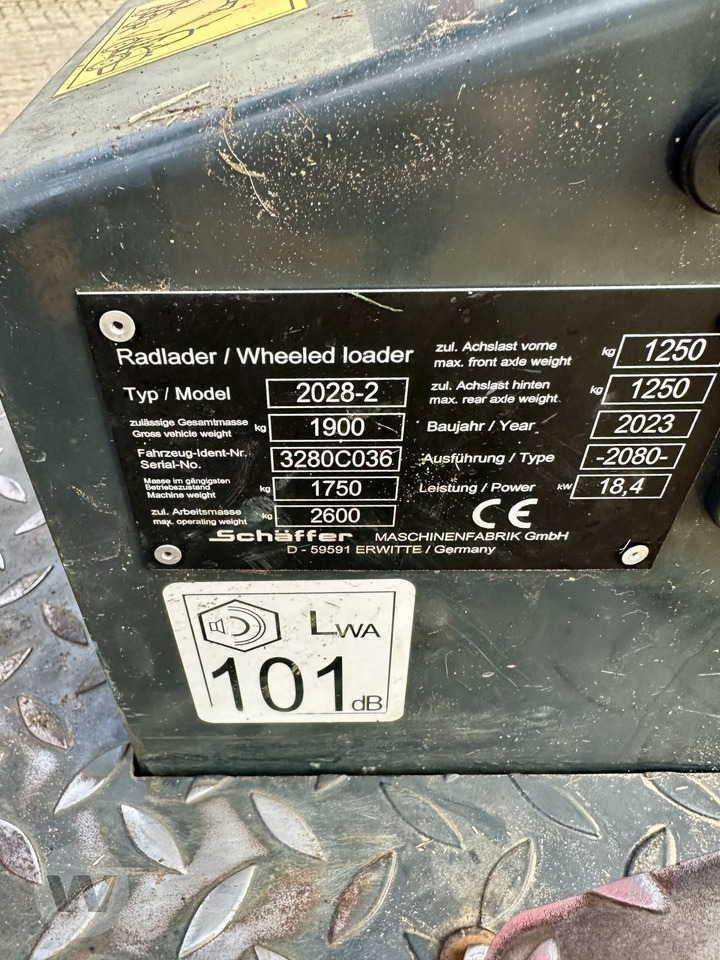 Radlader / Wheeled loader
Typ / Model 2028-2
zulässige Gesamtmasse
Gross vehicle weight kg 1900
Fahrzeug-Ident-Nr.
Serial-No. 3280C036
Masse im gängigsten
Betriebszustand
Machine weight kg 1750
zul. Arbeitsmasse
max. operating weight kg 2600
zul. Achslast vorne
max. front axle weight kg 1250
zul. Achslast hinten
max. rear axle weight kg 1250
Baujahr / Year 2023
Ausführung / Type -2080-
Leistung / Power kW 18,4
CE
Schäffer MASCHINENFABRIK GmbH
D - 59591 ERWITTE / Germany
LWA
101 dB
W